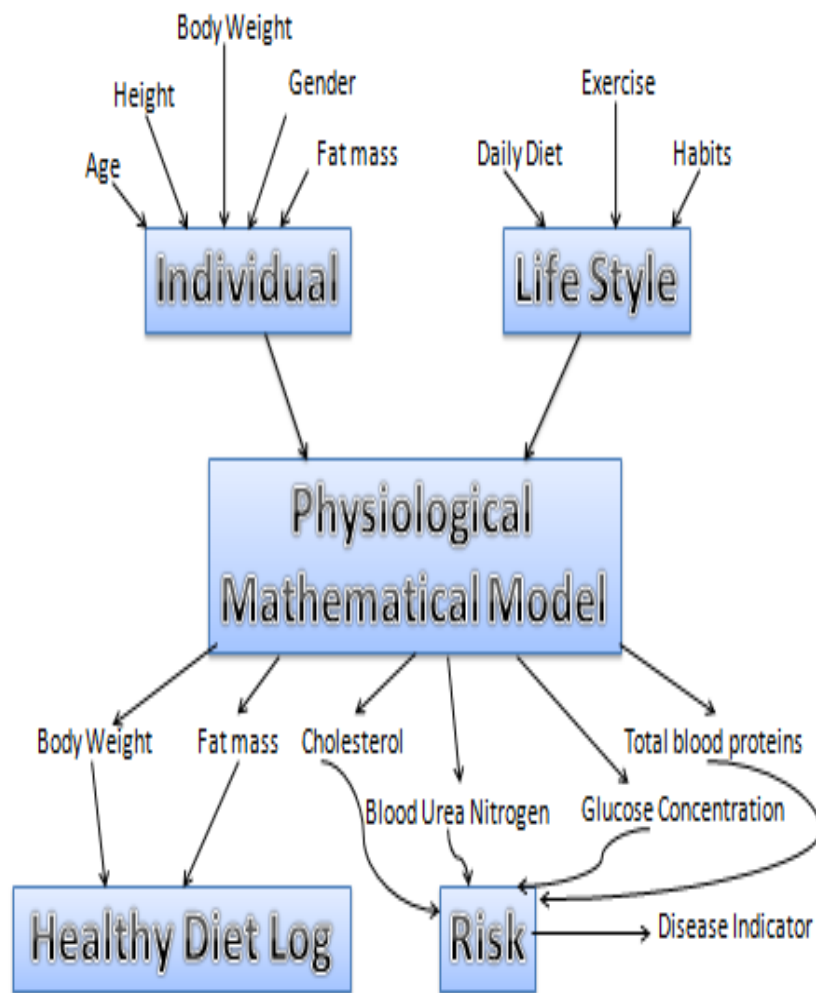 Body Weight
Height
Gender
Exercise
Age
Fat mass
Daily Diet
Habits
Individual
Life Style
Physiological
Mathematical Model
Body Weight
Fat mass
Cholesterol
Total blood proteins
Blood Urea Nitrogen
Glucose Concentration
Healthy Diet Log
Risk
Disease Indicator